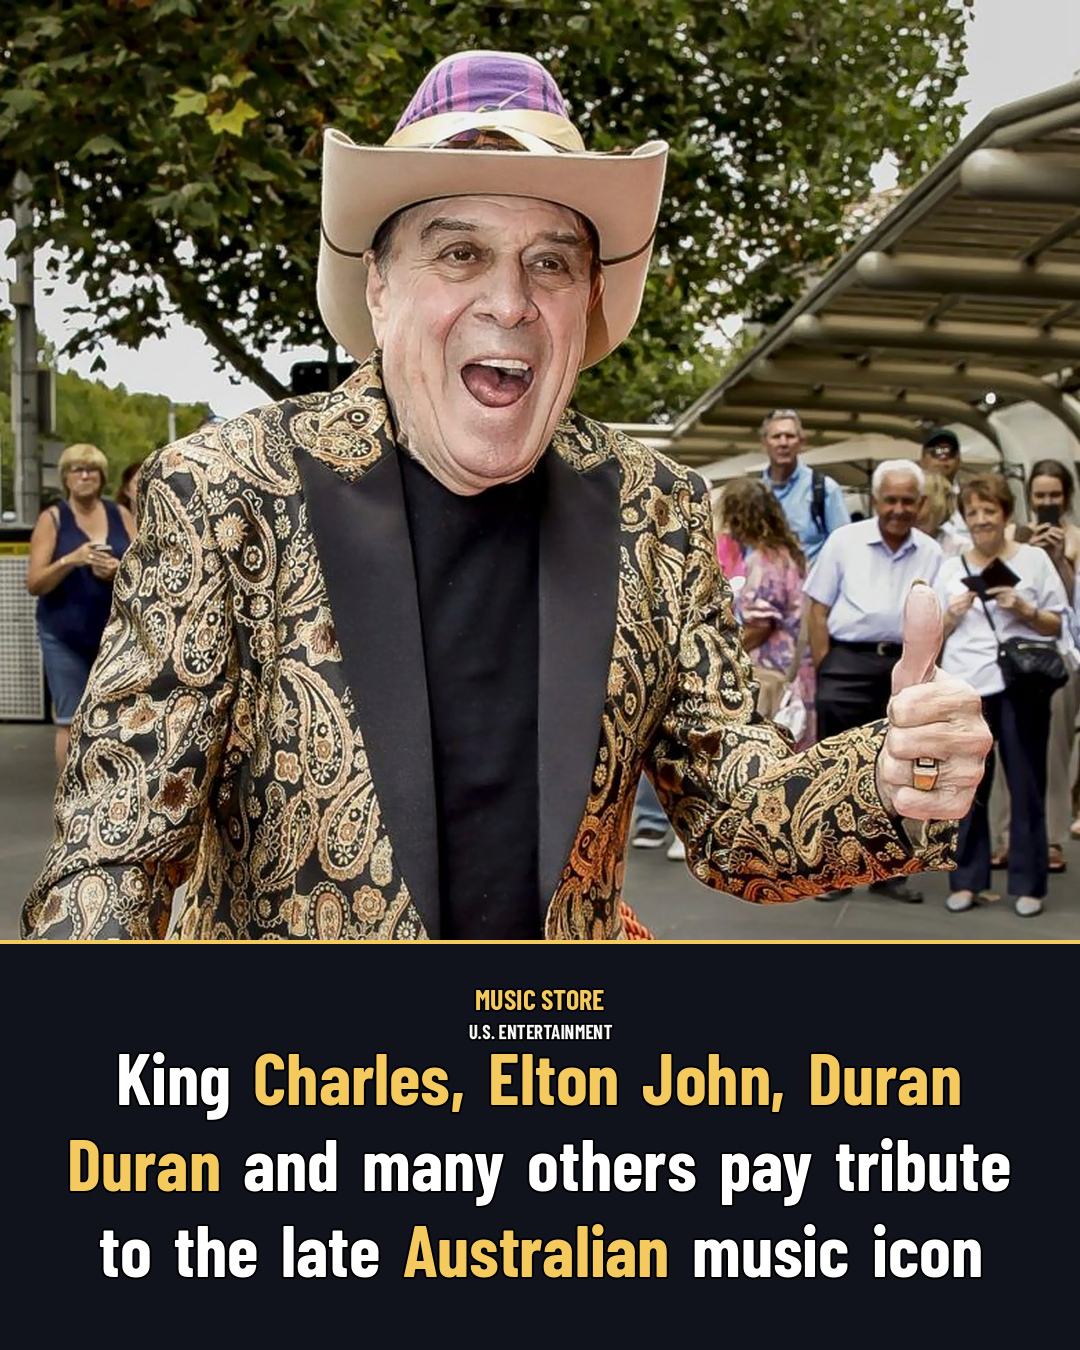 MUSIC STORE
U.S. ENTERTAINMENT
King Charles, Elton John, Duran
Duran and many others pay tribute
to the late Australian music icon